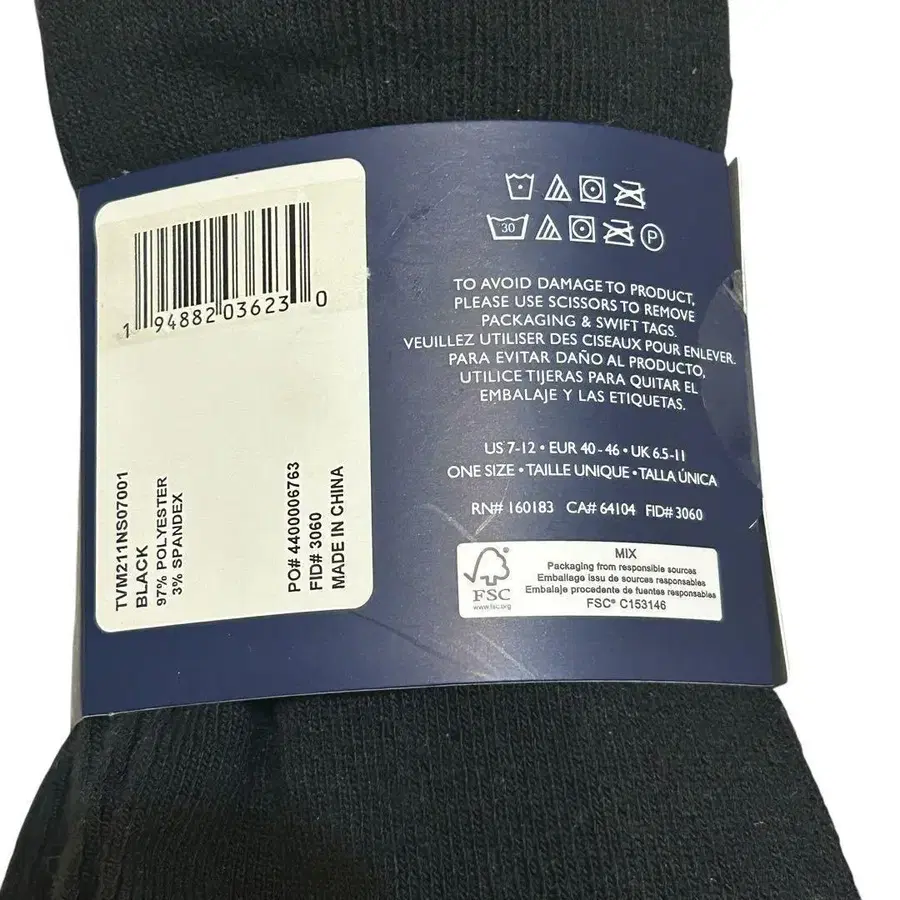 1 94882 03623 0
TVM211NS07001
BLACK
97% POLYESTER
3% SPANDEX
PO# 4400006763
FID# 3060
MADE IN CHINA
30
P
TO AVOID DAMAGE TO PRODUCT,
PLEASE USE SCISSORS TO REMOVE
PACKAGING & SWIFT TAGS.
VEUILLEZ UTILISER DES CISEAUX POUR ENLEVER.
PARA EVITAR DAÑO AL PRODUCTO,
UTILICE TIJERAS PARA QUITAR EL
EMBALAJE Y LAS ETIQUETAS.
US 7-12 • EUR 40-46 • UK 6.5-11
ONE SIZE • TAILLE UNIQUE • TALLA ÚNICA
RN# 160183 CA# 64104 FID# 3060
FSC
www.fsc.org
MIX
Packaging from responsible sources
Emballage issu de sources responsables
Embalaje procedente de fuentes responsables
FSC® C153146